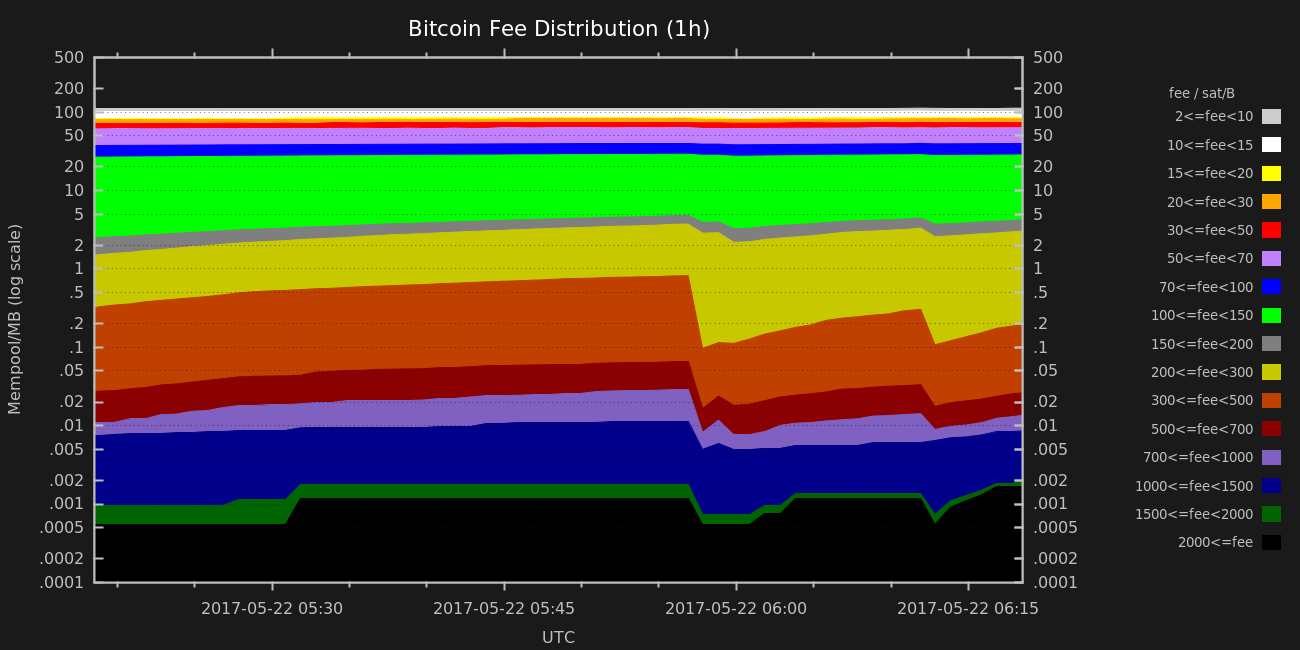 Bitcoin Fee Distribution (1h)
500
200
100
50
20
10
5
2
1
.5
.2
.1
.05
.02
.01
.005
.002
.001
.0005
.0002
.0001
Mempool/MB (log scale)
500
200
100
50
20
10
5
2
1
.5
.2
.1
.05
.02
.01
.005
.002
.001
.0005
.0002
.0001
2017-05-22 05:30
2017-05-22 05:45
2017-05-22 06:00
2017-05-22 06:15
UTC
fee / sat/B
2<=fee<10
10<=fee<15
15<=fee<20
20<=fee<30
30<=fee<50
50<=fee<70
70<=fee<100
100<=fee<150
150<=fee<200
200<=fee<300
300<=fee<500
500<=fee<700
700<=fee<1000
1000<=fee<1500
1500<=fee<2000
2000<=fee